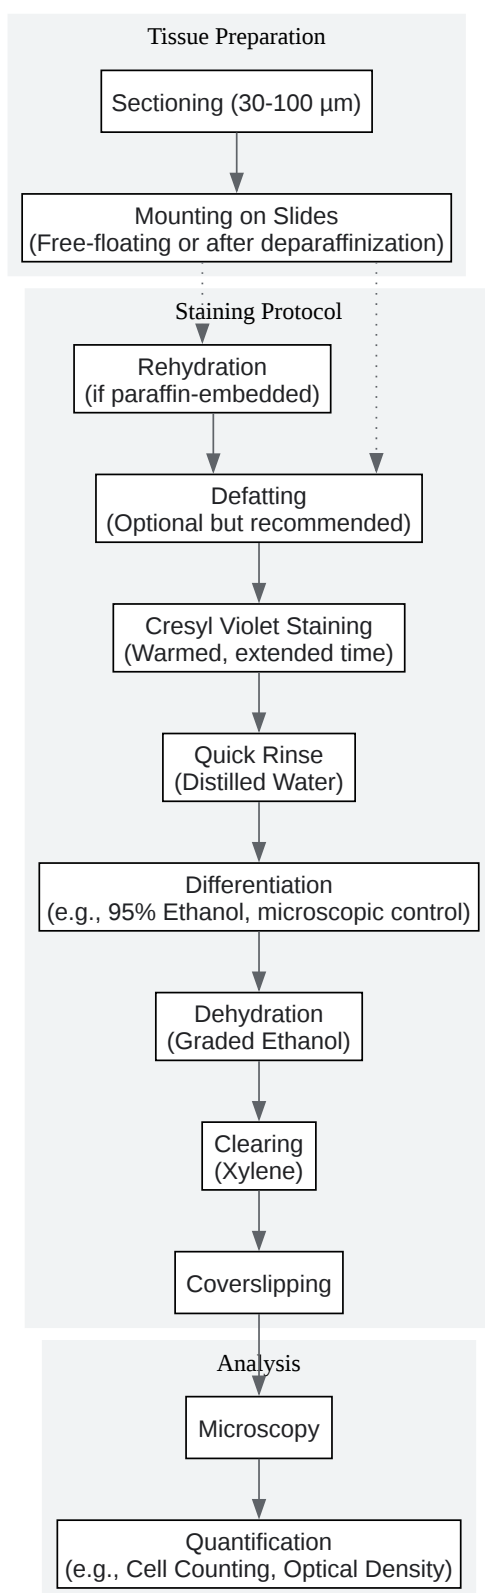 Tissue Preparation
Sectioning (30-100 µm)
Mounting on Slides
(Free-floating or after deparaffinization)
Staining Protocol
Rehydration
(if paraffin-embedded)
Defatting
(Optional but recommended)
Cresyl Violet Staining
(Warmed, extended time)
Quick Rinse
(Distilled Water)
Differentiation
(e.g., 95% Ethanol, microscopic control)
Dehydration
(Graded Ethanol)
Clearing
(Xylene)
Coverslipping
Analysis
Microscopy
Quantification
(e.g., Cell Counting, Optical Density)